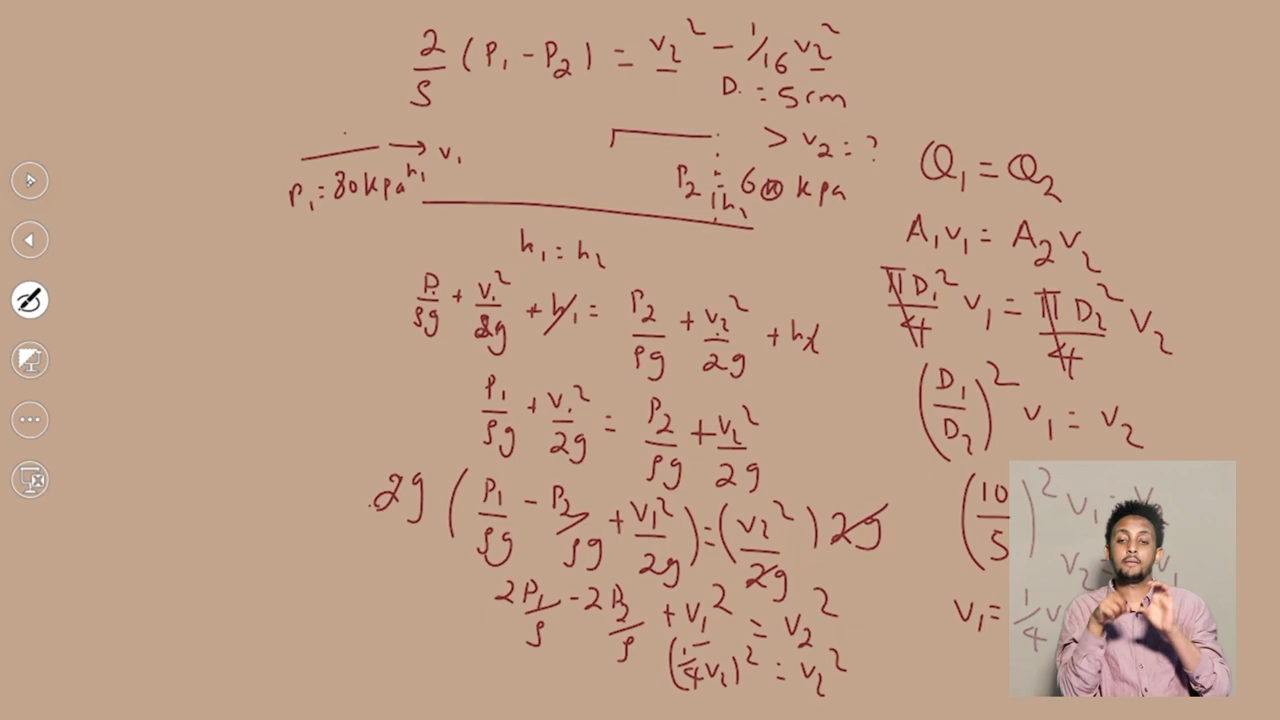 2/ρ (P₁ - P₂) = v₂² - 1/16 v₂²
D. = 5cm
→ v₁
> v₂ = ?
P₁ = 80kpa h₁
P₂ = 60 kpa
h₂
h₁ = h₂
P₁/ρg + v₁²/2g + h₁ = P₂/ρg + v₂²/2g + h₂
P₁/ρg + v₁²/2g = P₂/ρg + v₂²/2g
2g (P₁/ρg - P₂/ρg + v₁²/2g) = (v₂²/2g) 2g
2P₁/ρ - 2P₂/ρ + v₁² = v₂²
(1/4 v₂)² = v₂²
Q₁ = Q₂
A₁v₁ = A₂v₂
πD₁²/4 v₁ = πD₂²/4 v₂
(D₁/D₂)² v₁ = v₂
(10/5)² v₁ = v
v₂ v₁
v₁ = 1/4 v